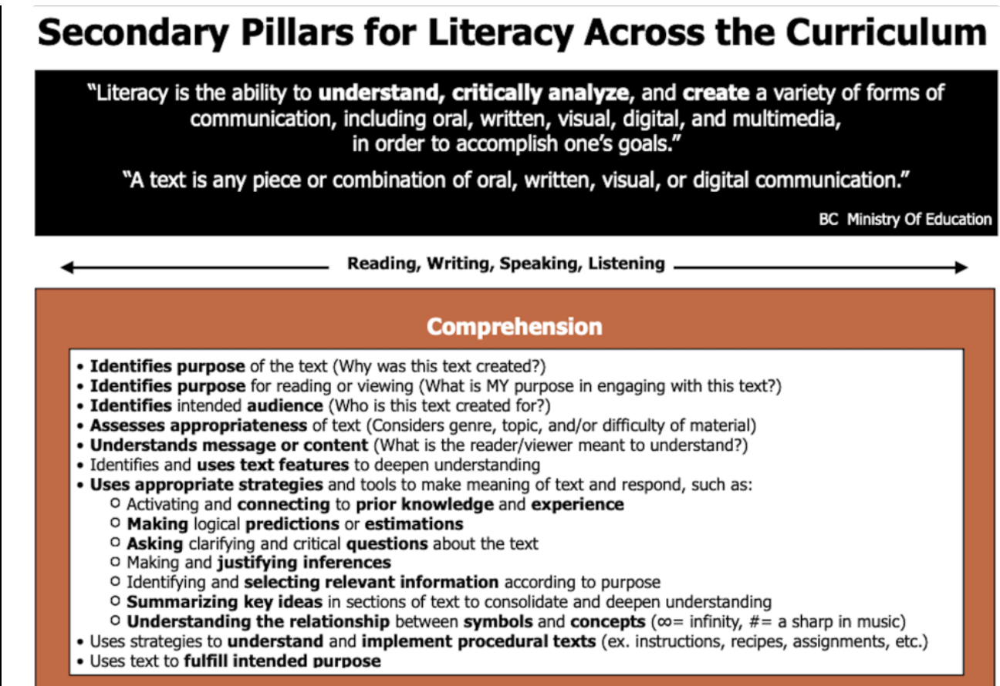 Secondary Pillars for Literacy Across the Curriculum
“Literacy is the ability to understand, critically analyze, and create a variety of forms of
communication, including oral, written, visual, digital, and multimedia,
in order to accomplish one’s goals.”
“A text is any piece or combination of oral, written, visual, or digital communication.”
BC Ministry Of Education
Reading, Writing, Speaking, Listening
Comprehension
• Identifies purpose of the text (Why was this text created?)
• Identifies purpose for reading or viewing (What is MY purpose in engaging with this text?)
• Identifies intended audience (Who is this text created for?)
• Assesses appropriateness of text (Considers genre, topic, and/or difficulty of material)
• Understands message or content (What is the reader/viewer meant to understand?)
• Identifies and uses text features to deepen understanding
• Uses appropriate strategies and tools to make meaning of text and respond, such as:
○ Activating and connecting to prior knowledge and experience
○ Making logical predictions or estimations
○ Asking clarifying and critical questions about the text
○ Making and justifying inferences
○ Identifying and selecting relevant information according to purpose
○ Summarizing key ideas in sections of text to consolidate and deepen understanding
○ Understanding the relationship between symbols and concepts (∞= infinity, #= a sharp in music)
• Uses strategies to understand and implement procedural texts (ex. instructions, recipes, assignments, etc.)
• Uses text to fulfill intended purpose